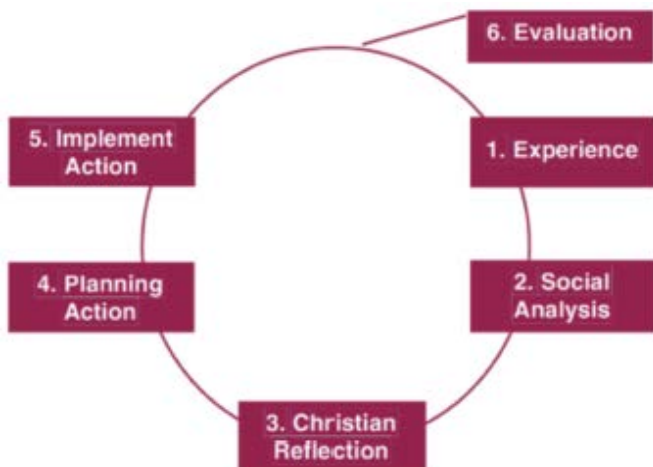 6. Evaluation
1. Experience
2. Social
Analysis
3. Christian
Reflection
4. Planning
Action
5. Implement
Action